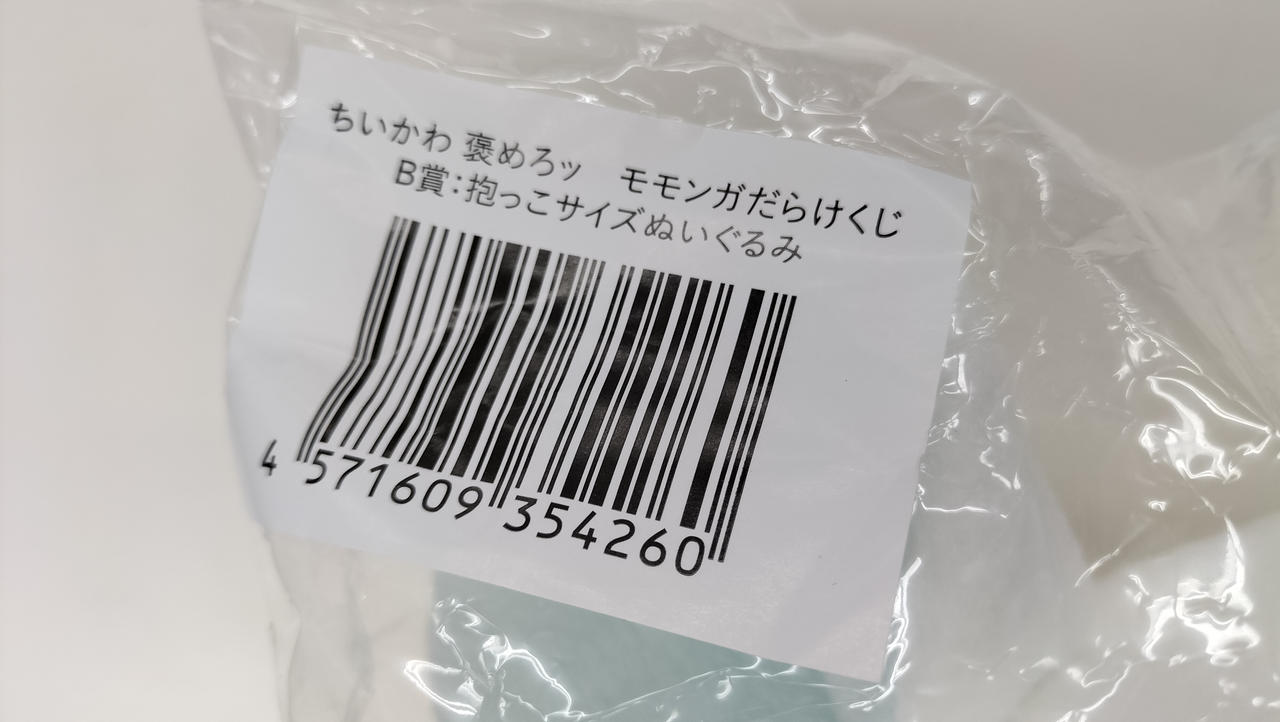 ちいかわ 褒めろッ　モモンガだらけくじ
B賞：抱っこサイズぬいぐるみ
4 571609 354260